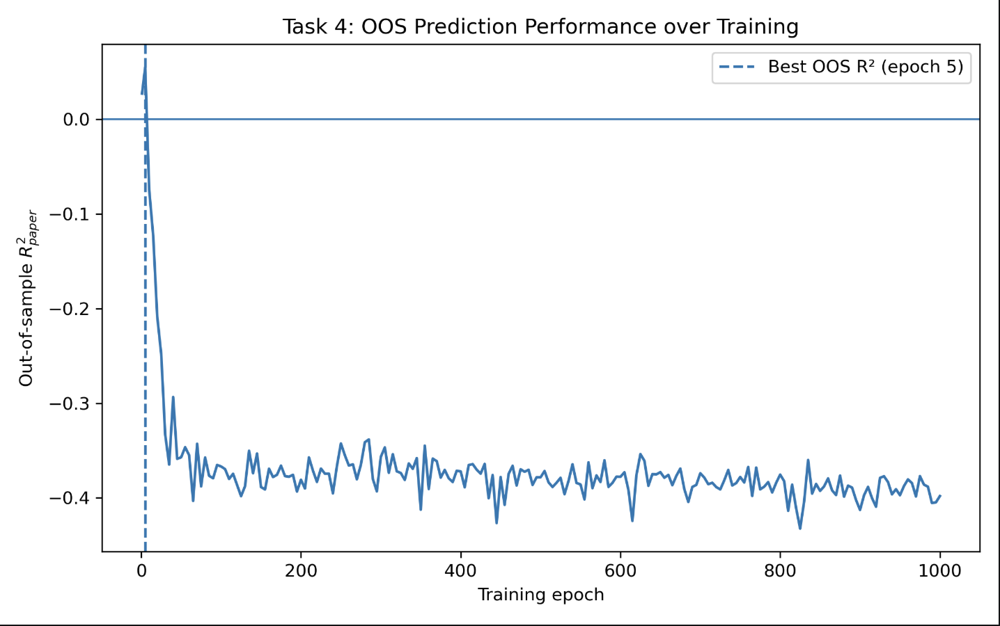 Task 4: OOS Prediction Performance over Training
Best OOS R² (epoch 5)
Out-of-sample R²paper
0.0
−0.1
−0.2
−0.3
−0.4
0 200 400 600 800 1000
Training epoch